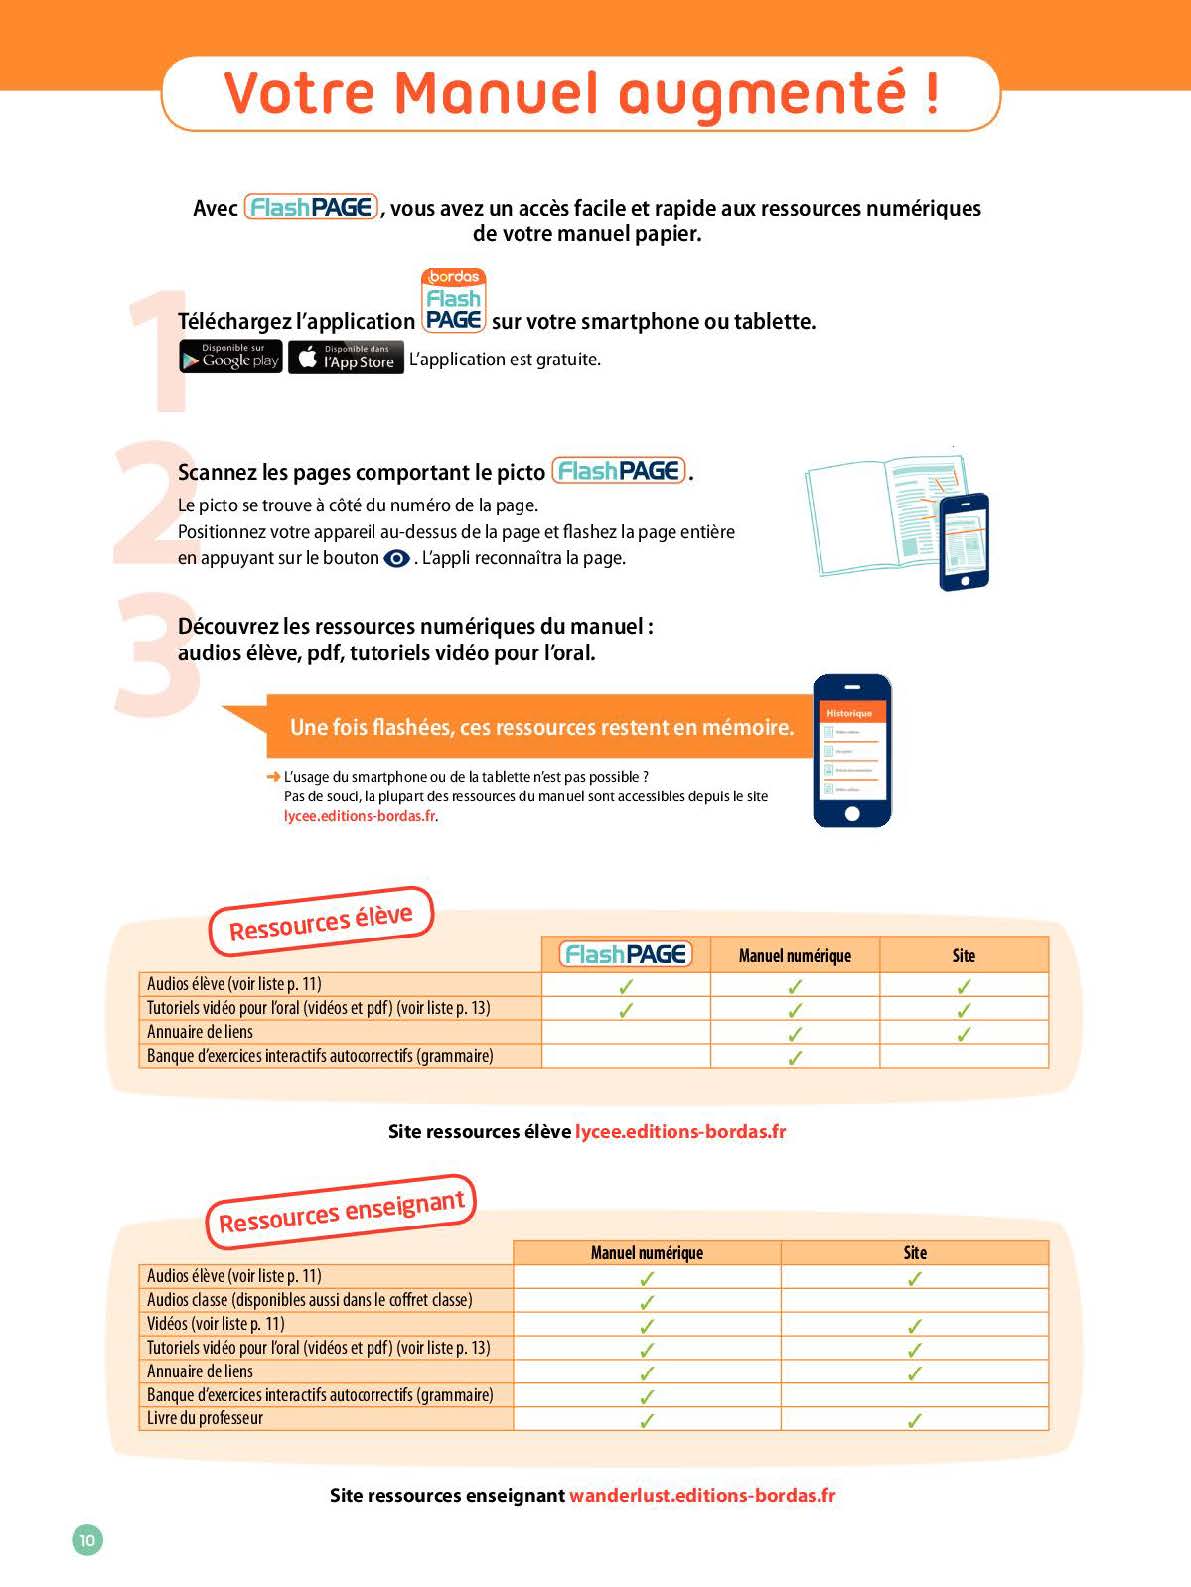 Votre Manuel augmenté !
Avec FlashPAGE, vous avez un accès facile et rapide aux ressources numériques
de votre manuel papier.
1
bordas
Flash
PAGE
Téléchargez l'application sur votre smartphone ou tablette.
Disponible sur
Google play
Disponible dans
l'App Store
L'application est gratuite.
2
Scannez les pages comportant le picto FlashPAGE.
Le picto se trouve à côté du numéro de la page.
Positionnez votre appareil au-dessus de la page et flashez la page entière
en appuyant sur le bouton . L'appli reconnaîtra la page.
3
Découvrez les ressources numériques du manuel :
audios élève, pdf, tutoriels vidéo pour l'oral.
Une fois flashées, ces ressources restent en mémoire.
Historique
➜ L'usage du smartphone ou de la tablette n'est pas possible ?
Pas de souci, la plupart des ressources du manuel sont accessibles depuis le site
lycee.editions-bordas.fr.
Ressources élève
FlashPAGE Manuel numérique Site
Audios élève (voir liste p. 11) ✓ ✓ ✓
Tutoriels vidéo pour l'oral (vidéos et pdf) (voir liste p. 13) ✓ ✓ ✓
Annuaire de liens ✓ ✓
Banque d'exercices interactifs autocorrectifs (grammaire) ✓
Site ressources élève lycee.editions-bordas.fr
Ressources enseignant
Manuel numérique Site
Audios élève (voir liste p. 11) ✓ ✓
Audios classe (disponibles aussi dans le coffret classe) ✓
Vidéos (voir liste p. 11) ✓ ✓
Tutoriels vidéo pour l'oral (vidéos et pdf) (voir liste p. 13) ✓ ✓
Annuaire de liens ✓ ✓
Banque d'exercices interactifs autocorrectifs (grammaire) ✓
Livre du professeur ✓ ✓
Site ressources enseignant wanderlust.editions-bordas.fr
10